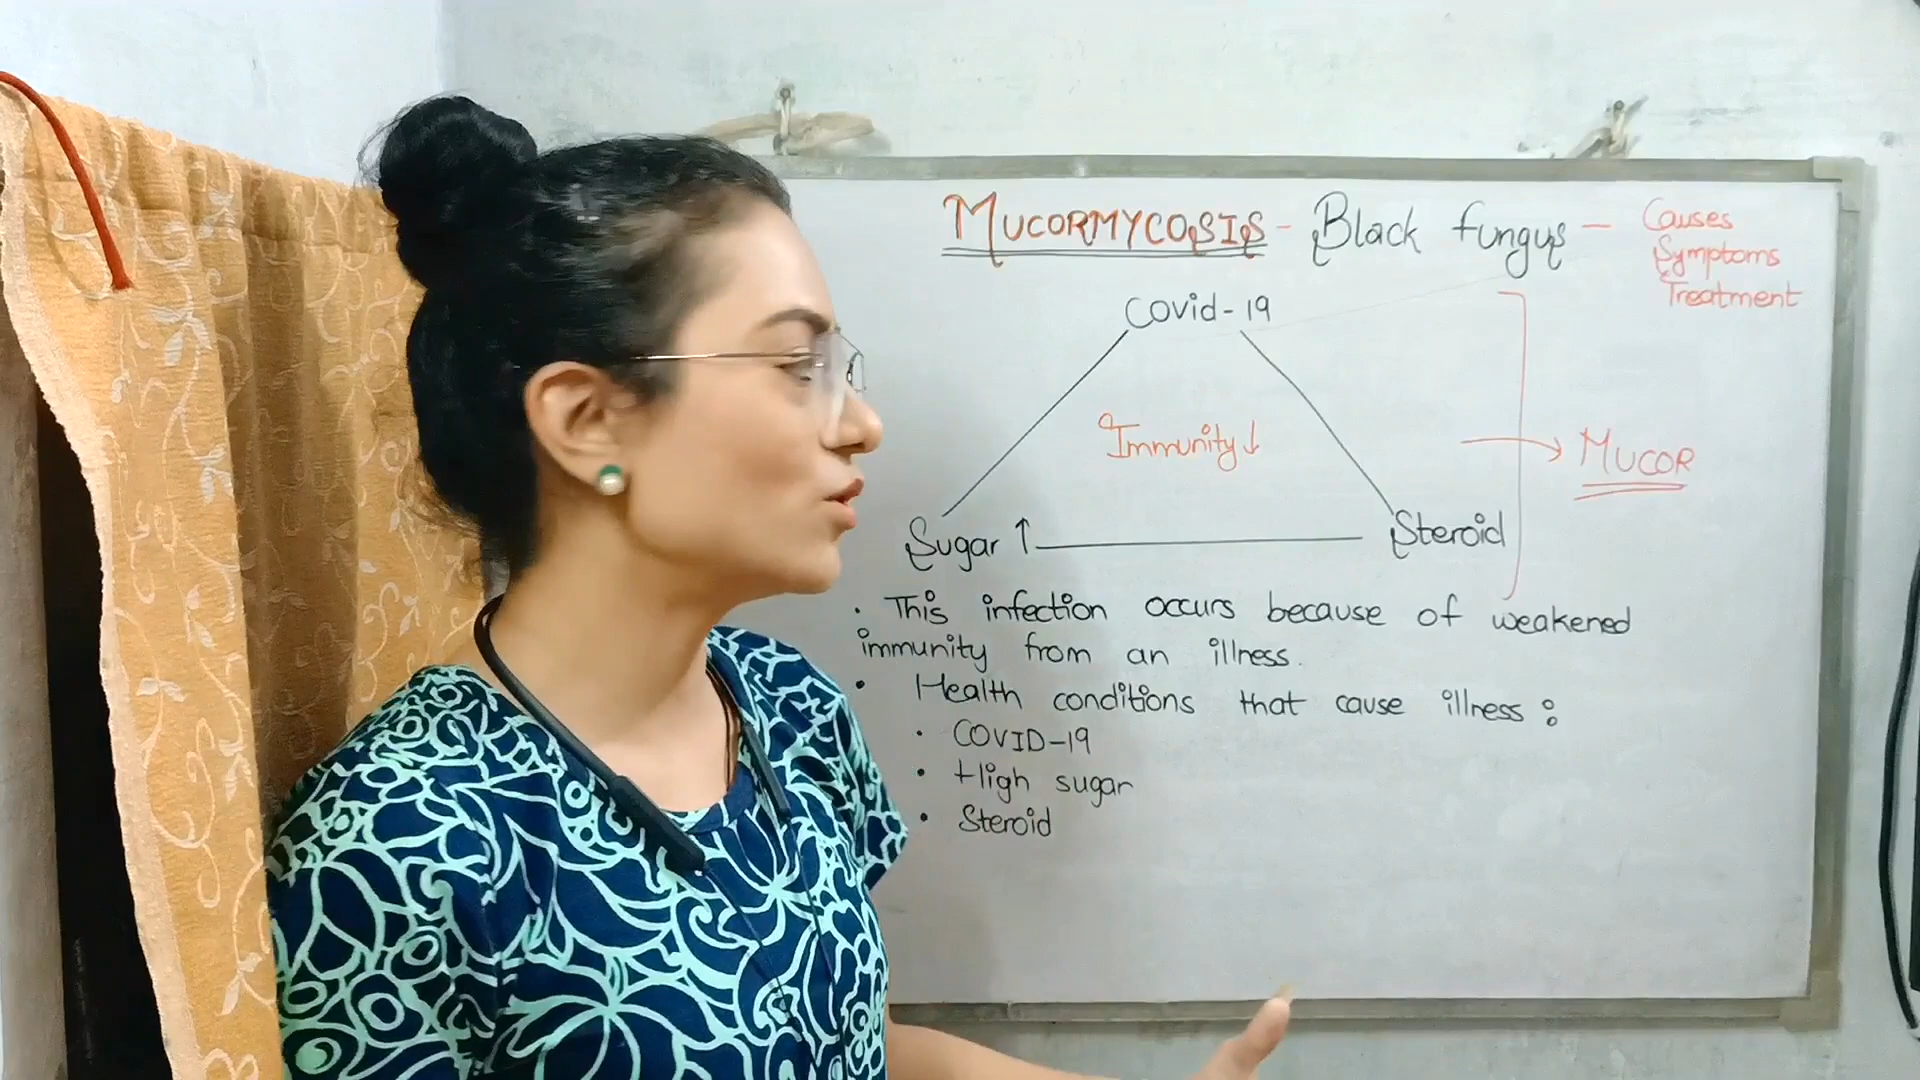 MUCORMYCOSIS - Black fungus - Causes
Symptoms
Treatment
Covid-19
Immunity↓
MUCOR
Sugar ↑
Steroid
· This infection occurs because of weakened
immunity from an illness.
· Health conditions that cause illness :
· COVID-19
· High sugar
· Steroid